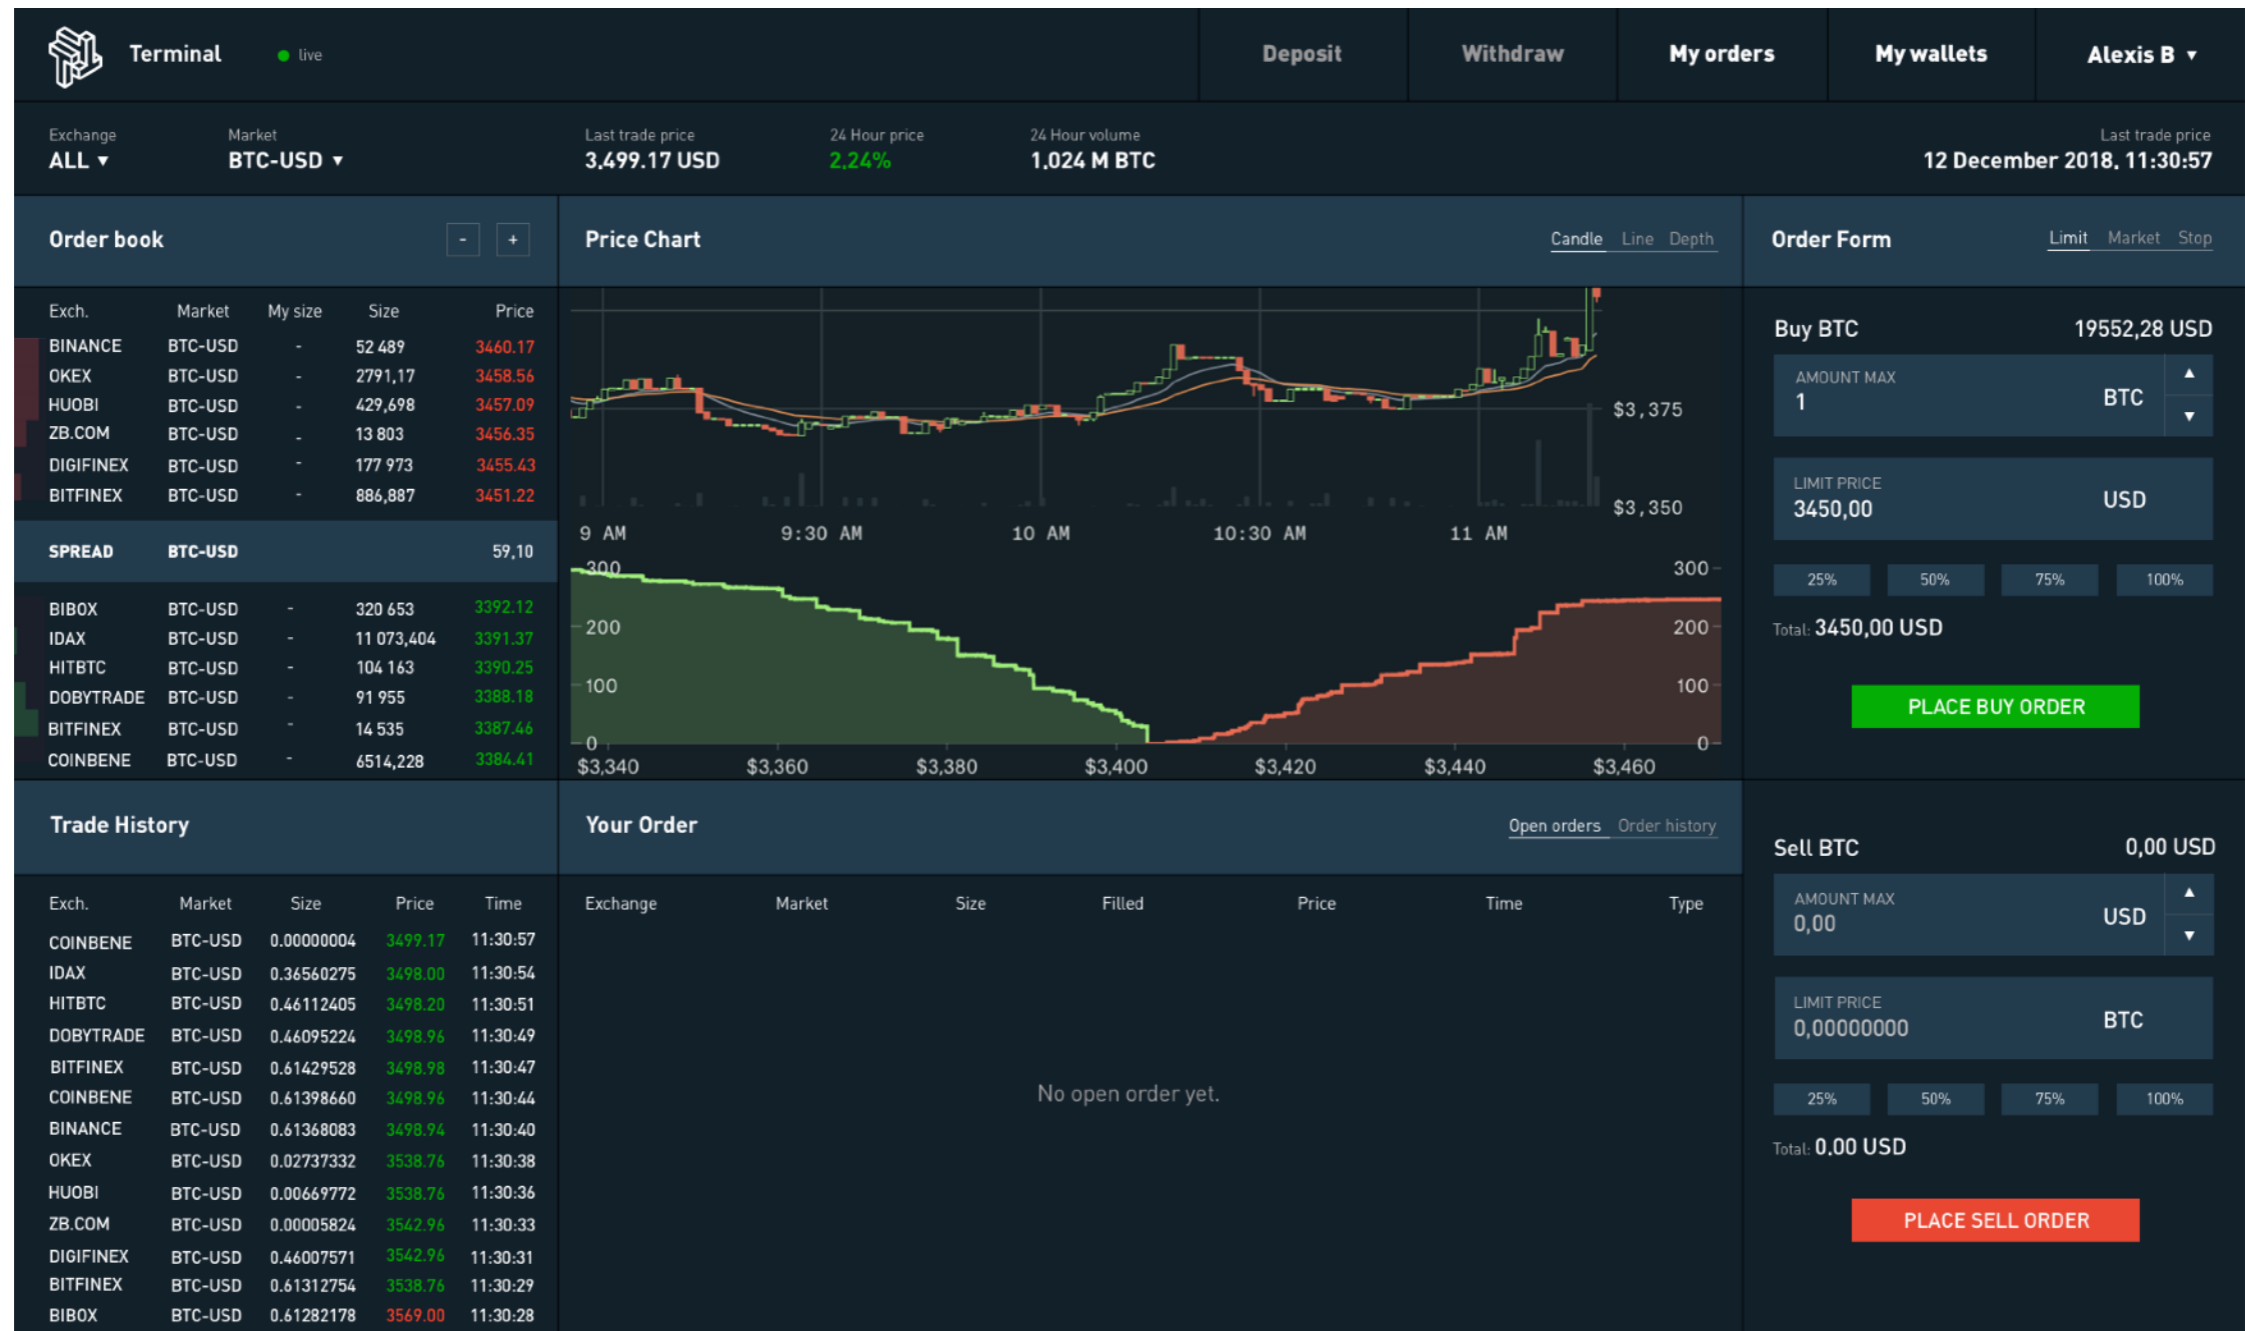 Terminal live Deposit Withdraw My orders My wallets Alexis B ▼
Exchange Market Last trade price 24 Hour price 24 Hour volume Last trade price
ALL ▼ BTC-USD ▼ 3,499.17 USD 2,24% 1,024 M BTC 12 December 2018, 11:30:57
Order book - +
Exch. Market My size Size Price
BINANCE BTC-USD - 52 489 3460.17
OKEX BTC-USD - 2791,17 3458.56
HUOBI BTC-USD - 429,698 3457.09
ZB.COM BTC-USD - 13 803 3456.35
DIGIFINEX BTC-USD - 177 973 3455.43
BITFINEX BTC-USD - 886,887 3451.22
SPREAD BTC-USD 59,10
BIBOX BTC-USD - 320 653 3392.12
IDAX BTC-USD - 11 073,404 3391.37
HITBTC BTC-USD - 104 163 3390.25
DOBYTRADE BTC-USD - 91 955 3388.18
BITFINEX BTC-USD - 14 535 3387.46
COINBENE BTC-USD - 6514,228 3384.41
Price Chart Candle Line Depth
$3,375
$3,350
9 AM 9:30 AM 10 AM 10:30 AM 11 AM
300 300
200 200
100 100
0 0
$3,340 $3,360 $3,380 $3,400 $3,420 $3,440 $3,460
Order Form Limit Market Stop
Buy BTC 19552,28 USD
AMOUNT MAX
1 BTC
LIMIT PRICE
3450,00 USD
25% 50% 75% 100%
Total: 3450,00 USD
PLACE BUY ORDER
Trade History
Exch. Market Size Price Time
COINBENE BTC-USD 0.00000004 3499.17 11:30:57
IDAX BTC-USD 0.36560275 3498.00 11:30:54
HITBTC BTC-USD 0.46112405 3498.20 11:30:51
DOBYTRADE BTC-USD 0.46095224 3498.96 11:30:49
BITFINEX BTC-USD 0.61429528 3498.98 11:30:47
COINBENE BTC-USD 0.61398660 3498.96 11:30:44
BINANCE BTC-USD 0.61368083 3498.94 11:30:40
OKEX BTC-USD 0.02737332 3538.76 11:30:38
HUOBI BTC-USD 0.00669772 3538.76 11:30:36
ZB.COM BTC-USD 0.00005824 3542.96 11:30:33
DIGIFINEX BTC-USD 0.46007571 3542.96 11:30:31
BITFINEX BTC-USD 0.61312754 3538.76 11:30:29
BIBOX BTC-USD 0.61282178 3569.00 11:30:28
Your Order Open orders Order history
Exchange Market Size Filled Price Time Type
No open order yet.
Sell BTC 0,00 USD
AMOUNT MAX
0,00 USD
LIMIT PRICE
0,00000000 BTC
25% 50% 75% 100%
Total: 0,00 USD
PLACE SELL ORDER